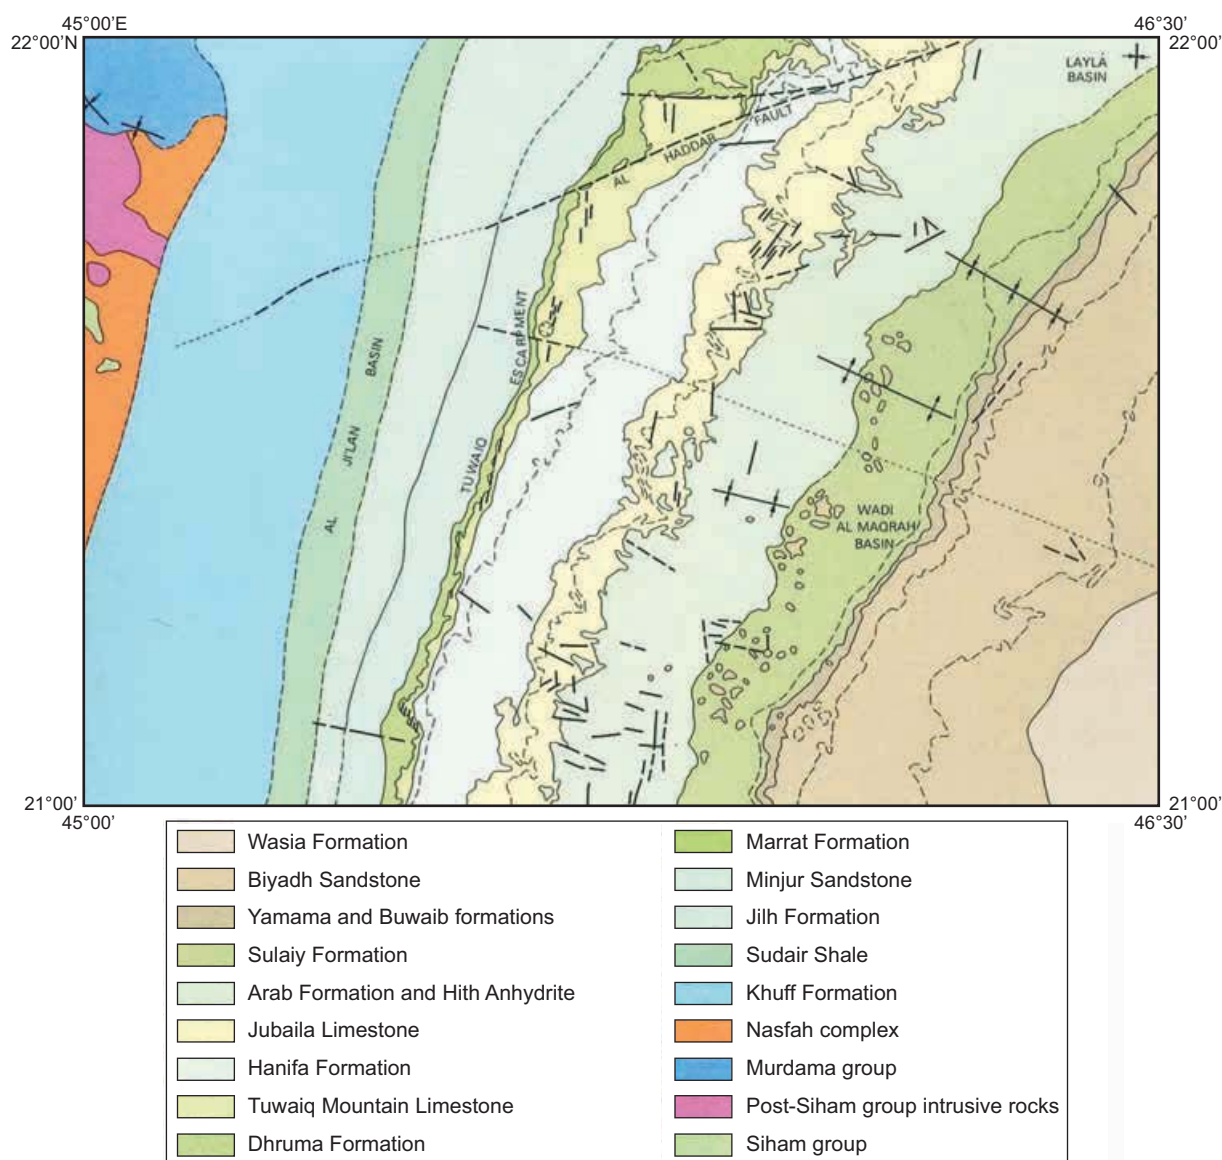 45°00'E
46°30'
22°00'N
22°00'
LAYLÁ
BASIN
FAULT
HADDAR
AL
ESCARPMENT
BASIN
JI'LAN
AL
TUWAIQ
WADI
AL MAQRAH
BASIN
21°00'
21°00'
45°00'
46°30'
Wasia Formation
Biyadh Sandstone
Yamama and Buwaib formations
Sulaiy Formation
Arab Formation and Hith Anhydrite
Jubaila Limestone
Hanifa Formation
Tuwaiq Mountain Limestone
Dhruma Formation
Marrat Formation
Minjur Sandstone
Jilh Formation
Sudair Shale
Khuff Formation
Nasfah complex
Murdama group
Post-Siham group intrusive rocks
Siham group